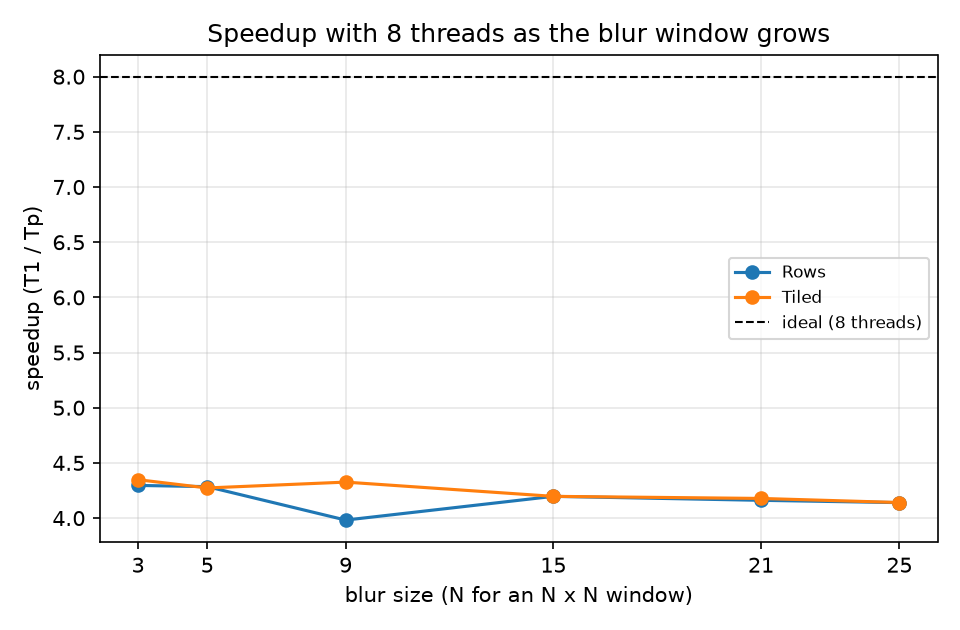 Speedup with 8 threads as the blur window grows
speedup (T1 / Tp)
8.0
7.5
7.0
6.5
6.0
5.5
5.0
4.5
4.0
Rows
Tiled
ideal (8 threads)
3 5 9 15 21 25
blur size (N for an N x N window)